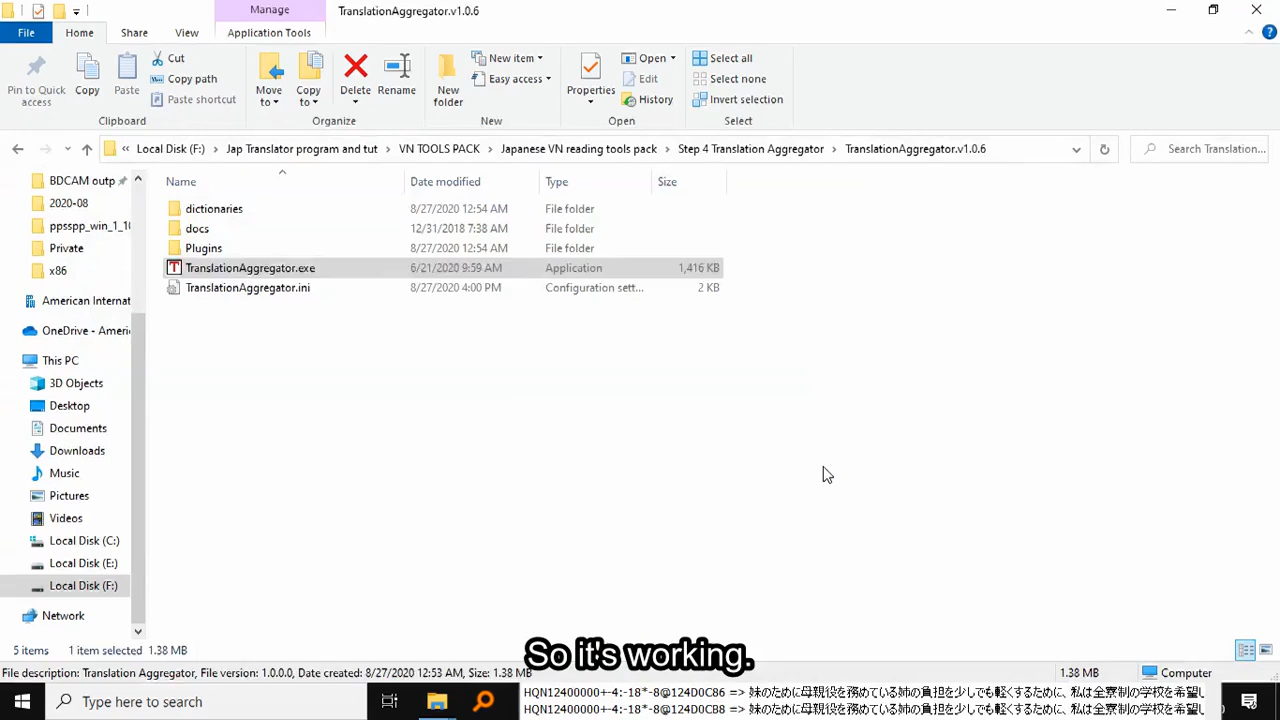 Manage
TranslationAggregator.v1.0.6
File
Home
Share
View
Application Tools
Pin to Quick access
Copy
Paste
Cut
Copy path
Paste shortcut
Move to
Copy to
Delete
Rename
New folder
New item
Easy access
Properties
Open
Edit
History
Select all
Select none
Invert selection
Clipboard
Organize
New
Open
Select
« Local Disk (F:) › Jap Translator program and tut › VN TOOLS PACK › Japanese VN reading tools pack › Step 4 Translation Aggregator › TranslationAggregator.v1.0.6
Search Translation...
Name Date modified Type Size
dictionaries 8/27/2020 12:54 AM File folder
docs 12/31/2018 7:38 AM File folder
Plugins 8/27/2020 12:54 AM File folder
TranslationAggregator.exe 6/21/2020 9:59 AM Application 1,416 KB
TranslationAggregator.ini 8/27/2020 4:00 PM Configuration sett... 2 KB
BDCAM outp
2020-08
ppsspp_win_1_10
Private
x86
American Internat
OneDrive - Ameri
This PC
3D Objects
Desktop
Documents
Downloads
Music
Pictures
Videos
Local Disk (C:)
Local Disk (E:)
Local Disk (F:)
Network
5 items 1 item selected 1.38 MB
So it's working.
File description: TranslationAggregator, File version: 1.0.0.0, Date created: 8/27/2020 12:53 AM, Size: 1.38 MB
1.38 MB
Computer
Type here to search
HQN12400000+-4:-18*-8@124D0C86 => 妹のために母親役を務めている姉の負担を少しでも軽くするために、私は全寮制の学校を希望し
HQN12400000+-4:-18*-8@124D0CB8 => 妹のために母親役を務めている姉の負担を少しでも軽くするために、私は全寮制の学校を希望し